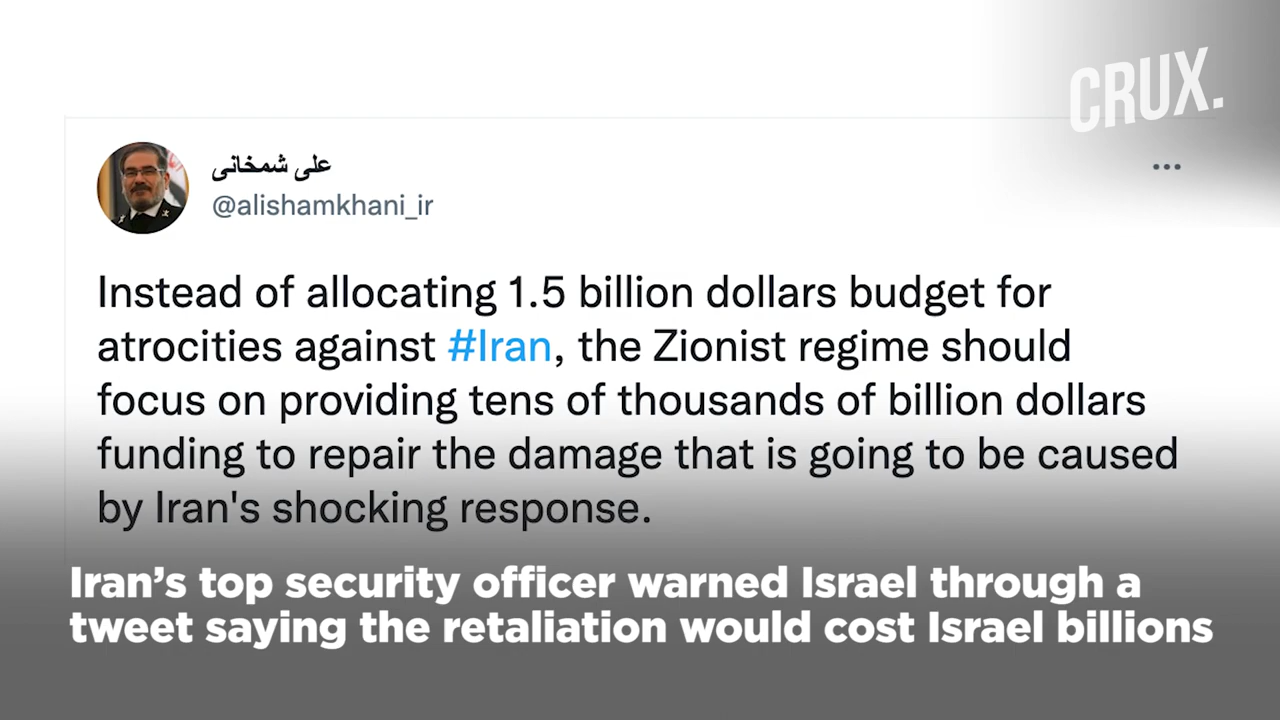 CRUX.
علی شمخانی
@alishamkhani_ir
Instead of allocating 1.5 billion dollars budget for
atrocities against #Iran, the Zionist regime should
focus on providing tens of thousands of billion dollars
funding to repair the damage that is going to be caused
by Iran's shocking response.
Iran’s top security officer warned Israel through a
tweet saying the retaliation would cost Israel billions